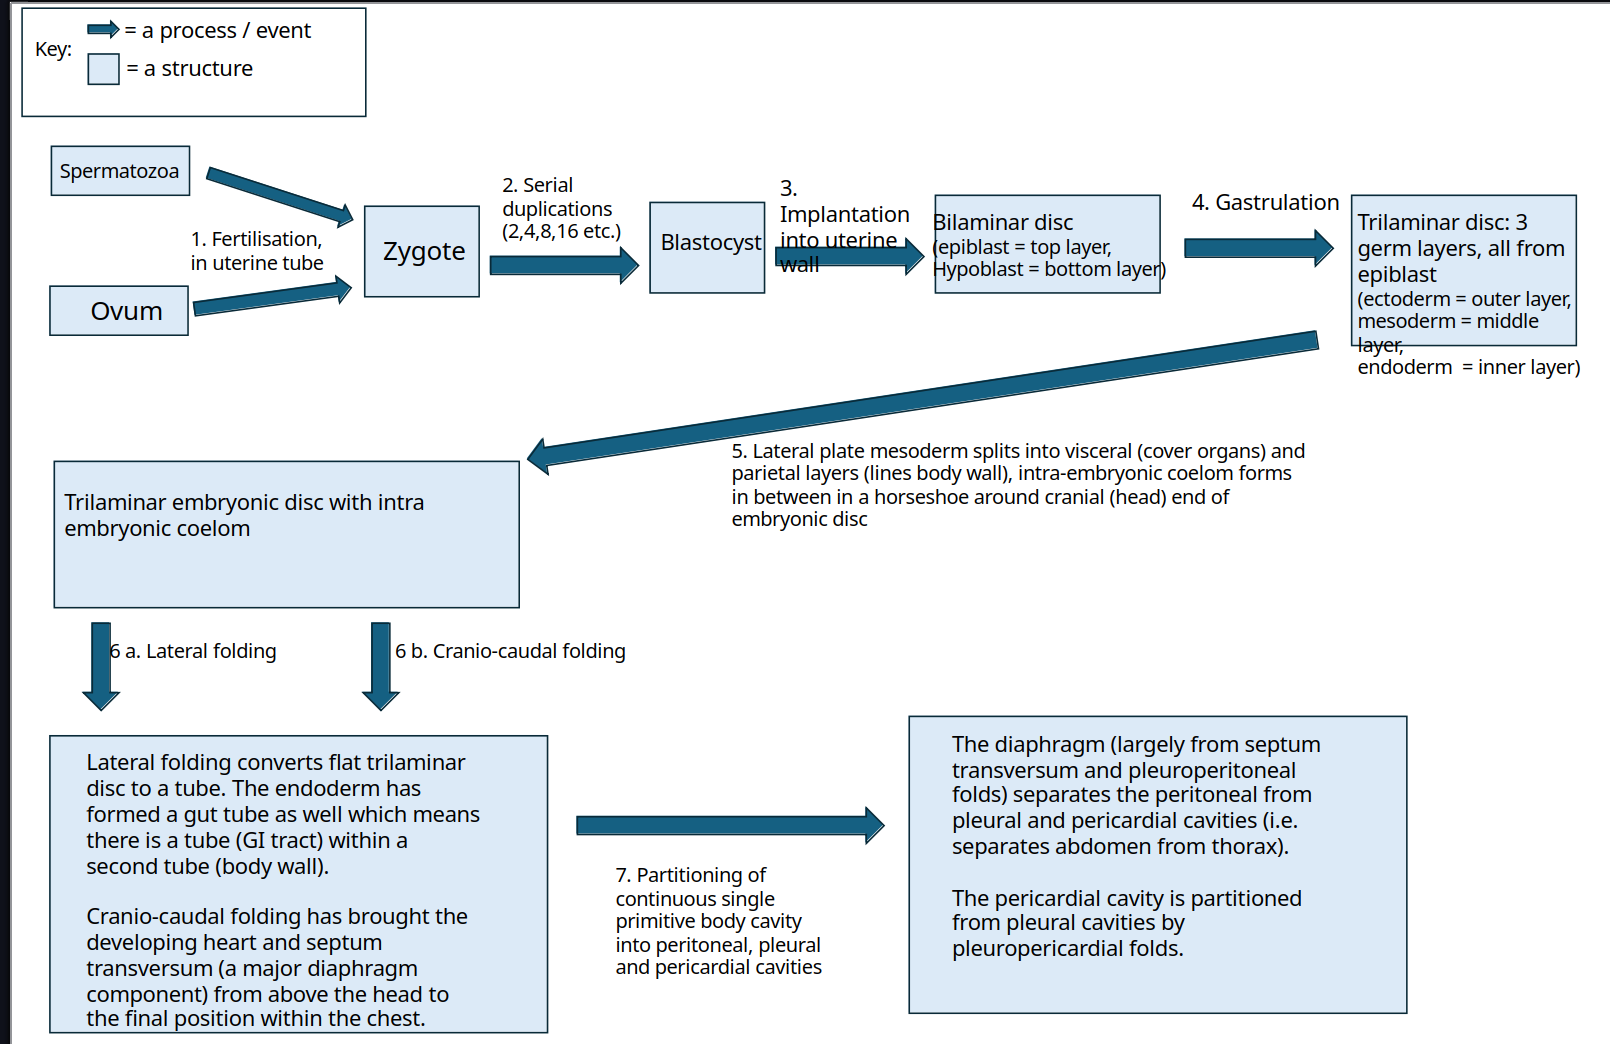 Key:
= a process / event
= a structure
Spermatozoa
1. Fertilisation,
in uterine tube
Ovum
Zygote
2. Serial
duplications
(2,4,8,16 etc.)
Blastocyst
3.
Implantation
into uterine
wall
Bilaminar disc
(epiblast = top layer,
Hypoblast = bottom layer)
4. Gastrulation
Trilaminar disc: 3
germ layers, all from
epiblast
(ectoderm = outer layer,
mesoderm = middle
layer,
endoderm = inner layer)
5. Lateral plate mesoderm splits into visceral (cover organs) and
parietal layers (lines body wall), intra-embryonic coelom forms
in between in a horseshoe around cranial (head) end of
embryonic disc
Trilaminar embryonic disc with intra
embryonic coelom
6 a. Lateral folding
6 b. Cranio-caudal folding
Lateral folding converts flat trilaminar
disc to a tube. The endoderm has
formed a gut tube as well which means
there is a tube (GI tract) within a
second tube (body wall).
Cranio-caudal folding has brought the
developing heart and septum
transversum (a major diaphragm
component) from above the head to
the final position within the chest.
7. Partitioning of
continuous single
primitive body cavity
into peritoneal, pleural
and pericardial cavities
The diaphragm (largely from septum
transversum and pleuroperitoneal
folds) separates the peritoneal from
pleural and pericardial cavities (i.e.
separates abdomen from thorax).
The pericardial cavity is partitioned
from pleural cavities by
pleuropericardial folds.